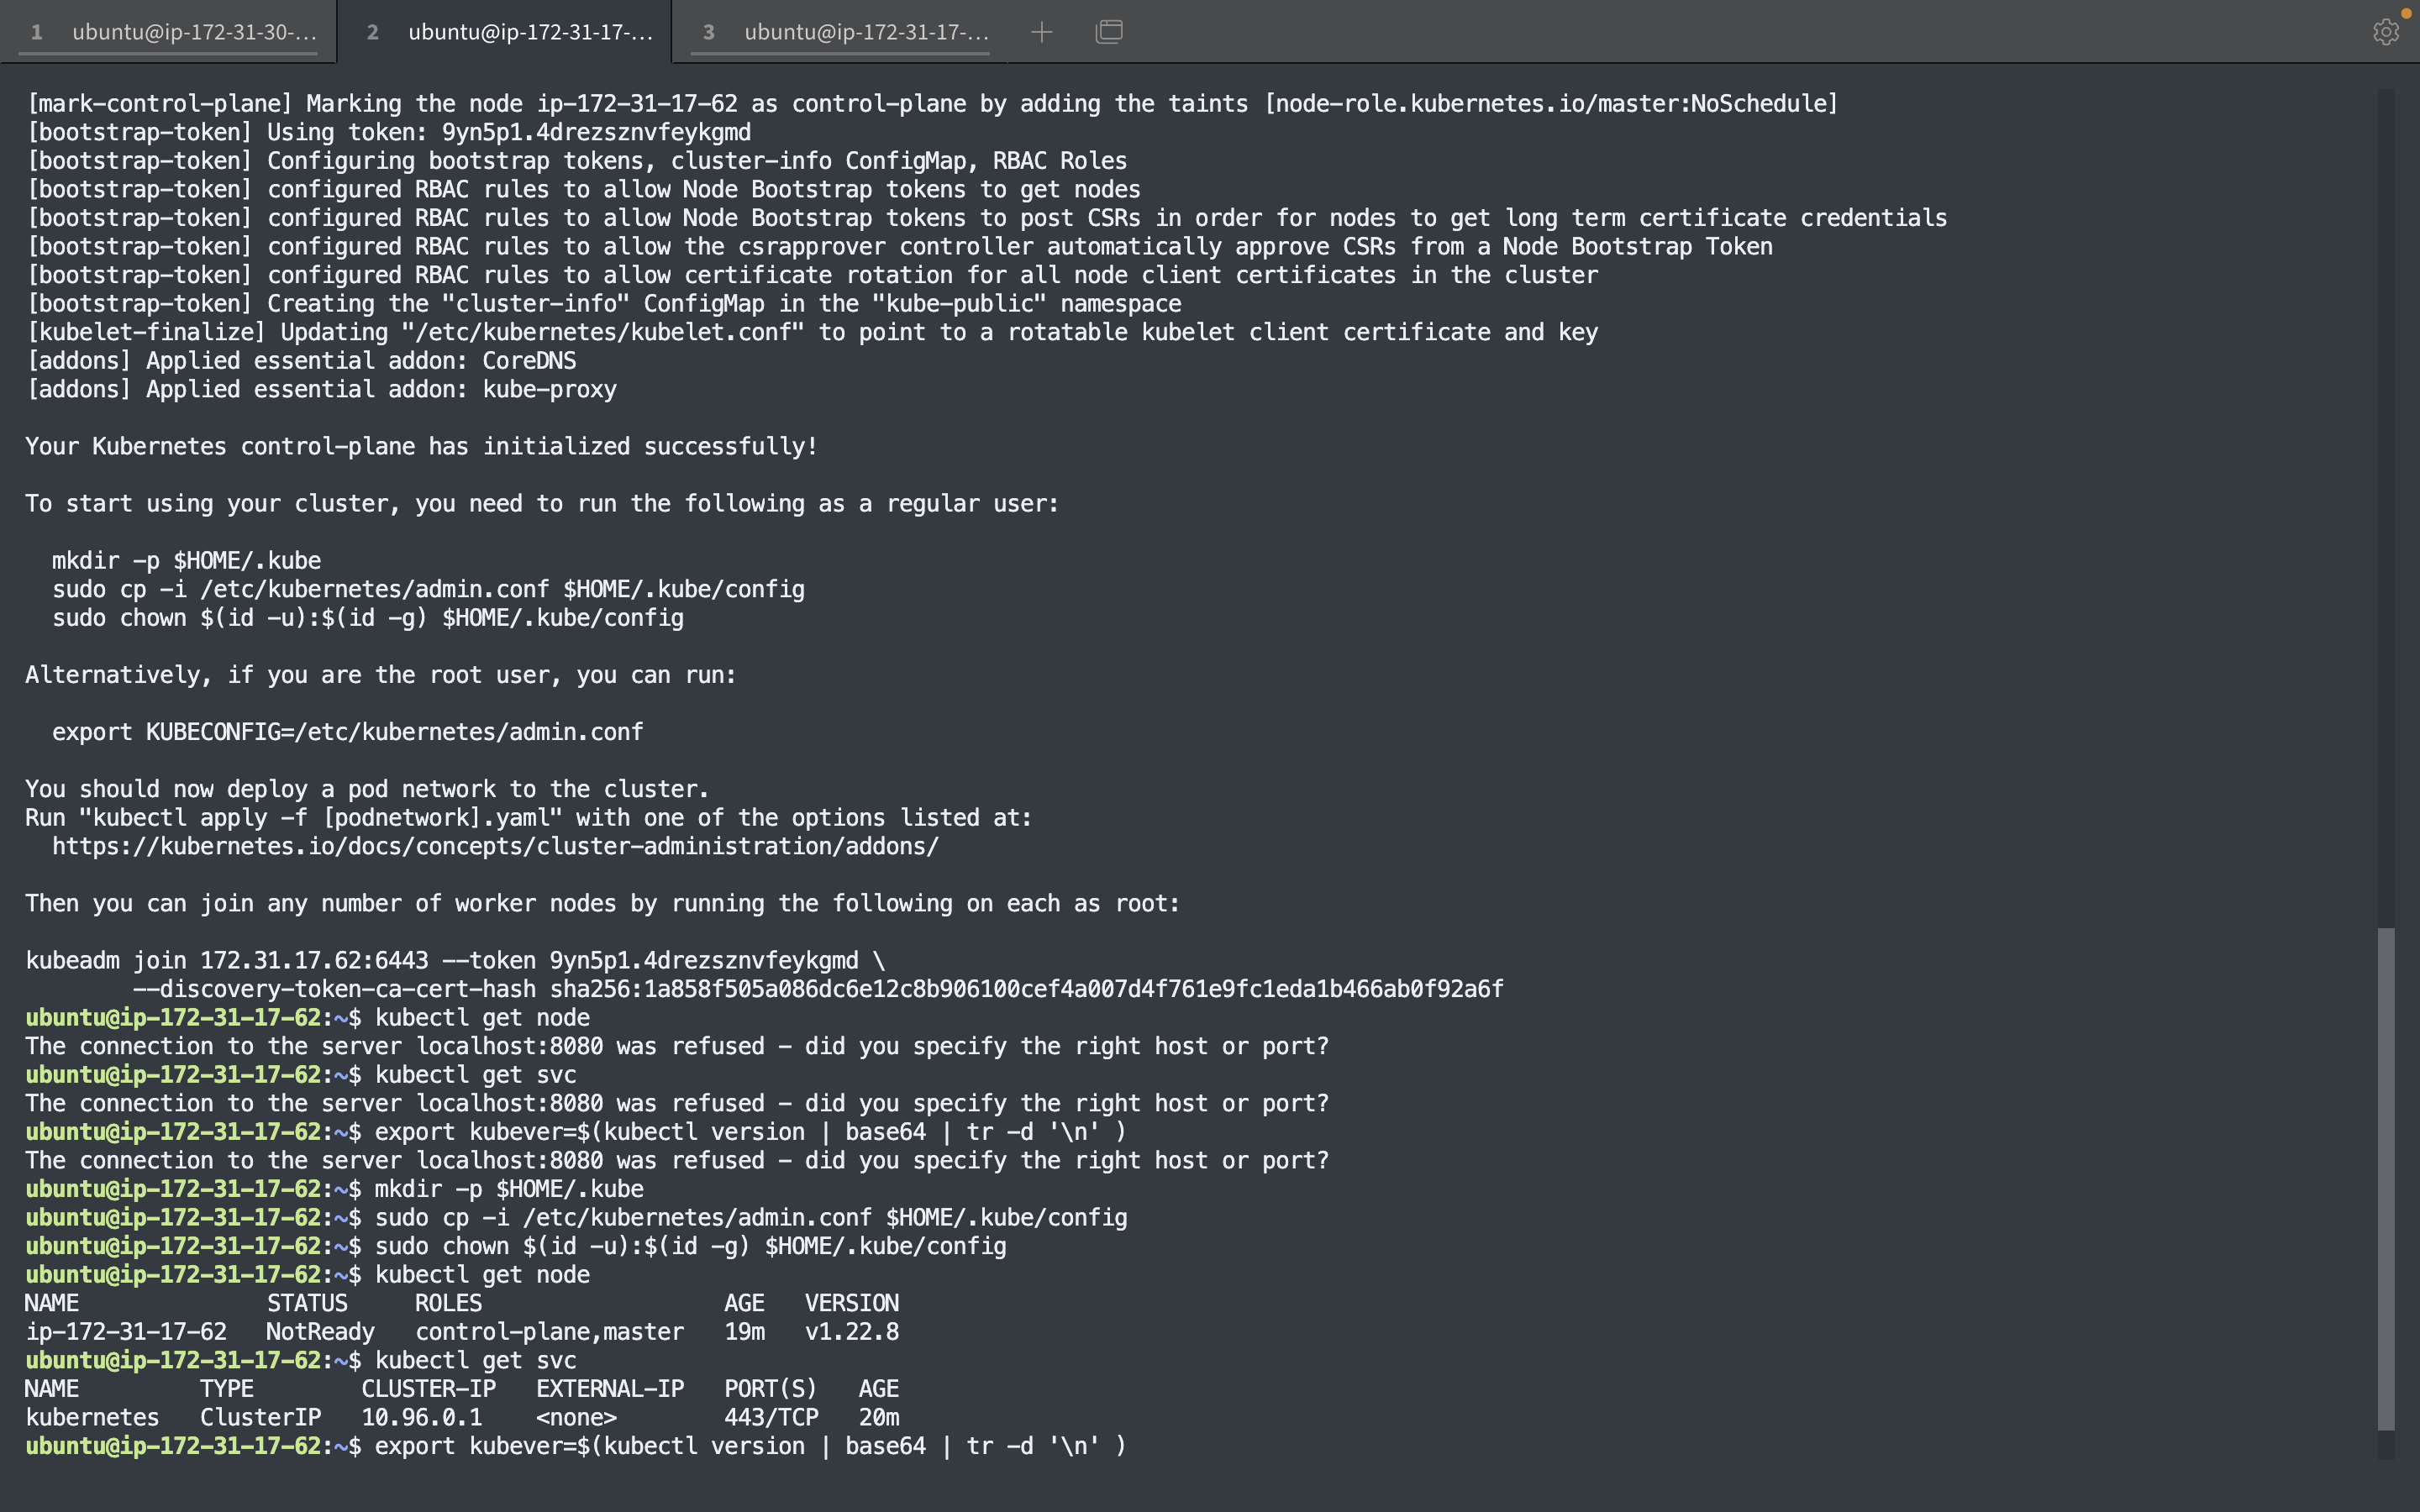 1 ubuntu@ip-172-31-30-... 2 ubuntu@ip-172-31-17-... 3 ubuntu@ip-172-31-17-...
[mark-control-plane] Marking the node ip-172-31-17-62 as control-plane by adding the taints [node-role.kubernetes.io/master:NoSchedule]
[bootstrap-token] Using token: 9yn5p1.4drezsznvfeykgmd
[bootstrap-token] Configuring bootstrap tokens, cluster-info ConfigMap, RBAC Roles
[bootstrap-token] configured RBAC rules to allow Node Bootstrap tokens to get nodes
[bootstrap-token] configured RBAC rules to allow Node Bootstrap tokens to post CSRs in order for nodes to get long term certificate credentials
[bootstrap-token] configured RBAC rules to allow the csrapprover controller automatically approve CSRs from a Node Bootstrap Token
[bootstrap-token] configured RBAC rules to allow certificate rotation for all node client certificates in the cluster
[bootstrap-token] Creating the "cluster-info" ConfigMap in the "kube-public" namespace
[kubelet-finalize] Updating "/etc/kubernetes/kubelet.conf" to point to a rotatable kubelet client certificate and key
[addons] Applied essential addon: CoreDNS
[addons] Applied essential addon: kube-proxy
Your Kubernetes control-plane has initialized successfully!
To start using your cluster, you need to run the following as a regular user:
mkdir -p $HOME/.kube
sudo cp -i /etc/kubernetes/admin.conf $HOME/.kube/config
sudo chown $(id -u):$(id -g) $HOME/.kube/config
Alternatively, if you are the root user, you can run:
export KUBECONFIG=/etc/kubernetes/admin.conf
You should now deploy a pod network to the cluster.
Run "kubectl apply -f [podnetwork].yaml" with one of the options listed at:
https://kubernetes.io/docs/concepts/cluster-administration/addons/
Then you can join any number of worker nodes by running the following on each as root:
kubeadm join 172.31.17.62:6443 --token 9yn5p1.4drezsznvfeykgmd \
--discovery-token-ca-cert-hash sha256:1a858f505a086dc6e12c8b906100cef4a007d4f761e9fc1eda1b466ab0f92a6f
ubuntu@ip-172-31-17-62:~$ kubectl get node
The connection to the server localhost:8080 was refused - did you specify the right host or port?
ubuntu@ip-172-31-17-62:~$ kubectl get svc
The connection to the server localhost:8080 was refused - did you specify the right host or port?
ubuntu@ip-172-31-17-62:~$ export kubever=$(kubectl version | base64 | tr -d '\n' )
The connection to the server localhost:8080 was refused - did you specify the right host or port?
ubuntu@ip-172-31-17-62:~$ mkdir -p $HOME/.kube
ubuntu@ip-172-31-17-62:~$ sudo cp -i /etc/kubernetes/admin.conf $HOME/.kube/config
ubuntu@ip-172-31-17-62:~$ sudo chown $(id -u):$(id -g) $HOME/.kube/config
ubuntu@ip-172-31-17-62:~$ kubectl get node
NAME STATUS ROLES AGE VERSION
ip-172-31-17-62 NotReady control-plane,master 19m v1.22.8
ubuntu@ip-172-31-17-62:~$ kubectl get svc
NAME TYPE CLUSTER-IP EXTERNAL-IP PORT(S) AGE
kubernetes ClusterIP 10.96.0.1 <none> 443/TCP 20m
ubuntu@ip-172-31-17-62:~$ export kubever=$(kubectl version | base64 | tr -d '\n' )